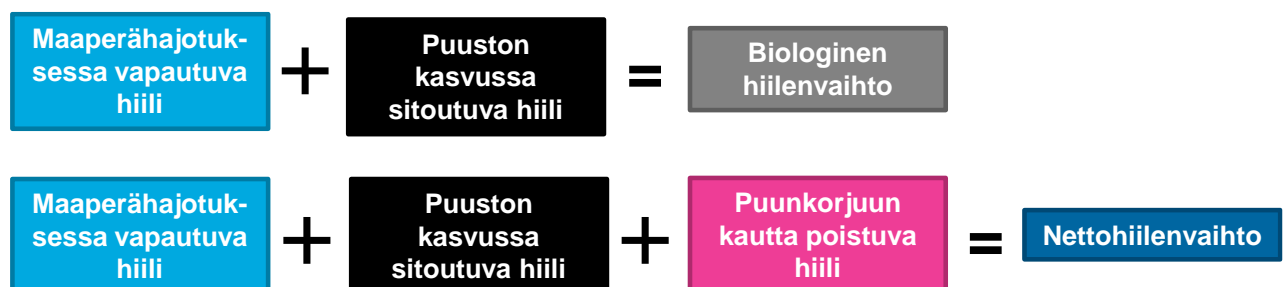 Maaperähajotuk-
sessa vapautuva
hiili
+
Puuston
kasvussa
sitoutuva hiili
=
Biologinen
hiilenvaihto
Maaperähajotuk-
sessa vapautuva
hiili
+
Puuston
kasvussa
sitoutuva hiili
+
Puunkorjuun
kautta poistuva
hiili
=
Nettohiilenvaihto